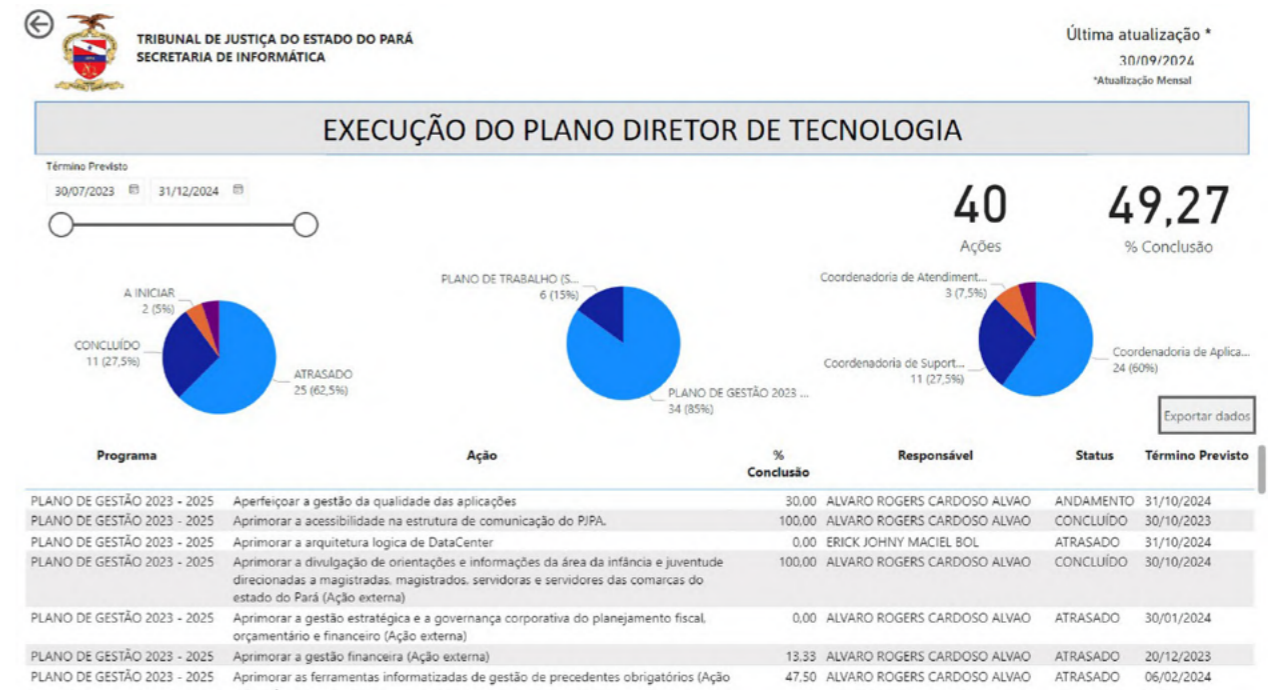 TRIBUNAL DE JUSTIÇA DO ESTADO DO PARÁ
SECRETARIA DE INFORMÁTICA
Última atualização *
30/09/2024
*Atualização Mensal
EXECUÇÃO DO PLANO DIRETOR DE TECNOLOGIA
Término Previsto
30/07/2023 31/12/2024
40
Ações
49,27
% Conclusão
A INICIAR
2 (5%)
CONCLUÍDO
11 (27,5%)
ATRASADO
25 (62,5%)
PLANO DE TRABALHO (S...
6 (15%)
PLANO DE GESTÃO 2023 ...
34 (85%)
Coordenadoria de Atendiment...
3 (7,5%)
Coordenadoria de Suport...
11 (27,5%)
Coordenadoria de Aplica...
24 (60%)
Exportar dados
Programa Ação % Conclusão Responsável Status Término Previsto
PLANO DE GESTÃO 2023 - 2025 Aperfeiçoar a gestão da qualidade das aplicações 30,00 ALVARO ROGERS CARDOSO ALVAO ANDAMENTO 31/10/2024
PLANO DE GESTÃO 2023 - 2025 Aprimorar a acessibilidade na estrutura de comunicação do PJPA. 100,00 ALVARO ROGERS CARDOSO ALVAO CONCLUÍDO 30/10/2023
PLANO DE GESTÃO 2023 - 2025 Aprimorar a arquitetura logica de DataCenter 0,00 ERICK JOHNY MACIEL BOL ATRASADO 31/10/2024
PLANO DE GESTÃO 2023 - 2025 Aprimorar a divulgação de orientações e informações da área da infância e juventude 100,00 ALVARO ROGERS CARDOSO ALVAO CONCLUÍDO 30/10/2024
direcionadas a magistradas, magistrados, servidoras e servidores das comarcas do
estado do Pará (Ação externa)
PLANO DE GESTÃO 2023 - 2025 Aprimorar a gestão estratégica e a governança corporativa do planejamento fiscal, 0,00 ALVARO ROGERS CARDOSO ALVAO ATRASADO 30/01/2024
orçamentário e financeiro (Ação externa)
PLANO DE GESTÃO 2023 - 2025 Aprimorar a gestão financeira (Ação externa) 13,33 ALVARO ROGERS CARDOSO ALVAO ATRASADO 20/12/2023
PLANO DE GESTÃO 2023 - 2025 Aprimorar as ferramentas informatizadas de gestão de precedentes obrigatórios (Ação 47,50 ALVARO ROGERS CARDOSO ALVAO ATRASADO 06/02/2024